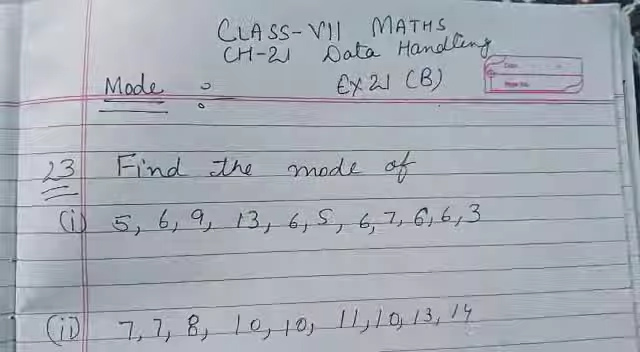 CLASS-VII MATHS
CH-21 Data Handling
Mode : Ex. 21 (B)
23 Find the mode of
(i) 5, 6, 9, 13, 6, 5, 6, 7, 6, 6, 3
(ii) 7, 7, 8, 10, 10, 11, 10, 13, 14